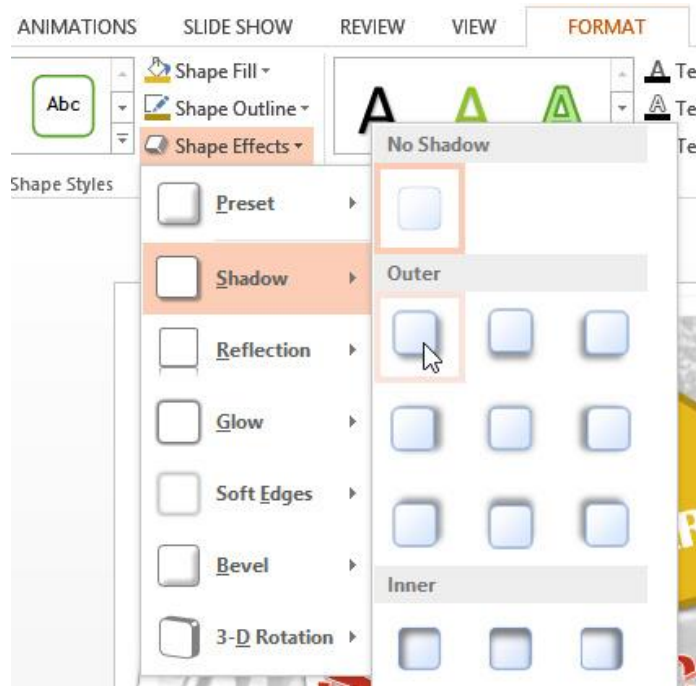 ANIMATIONS SLIDE SHOW REVIEW VIEW FORMAT
Shape Fill
Abc
Shape Outline
A A A
Shape Effects
Shape Styles
No Shadow
Preset
Shadow
Outer
Reflection
Glow
Soft Edges
Bevel
Inner
3-D Rotation